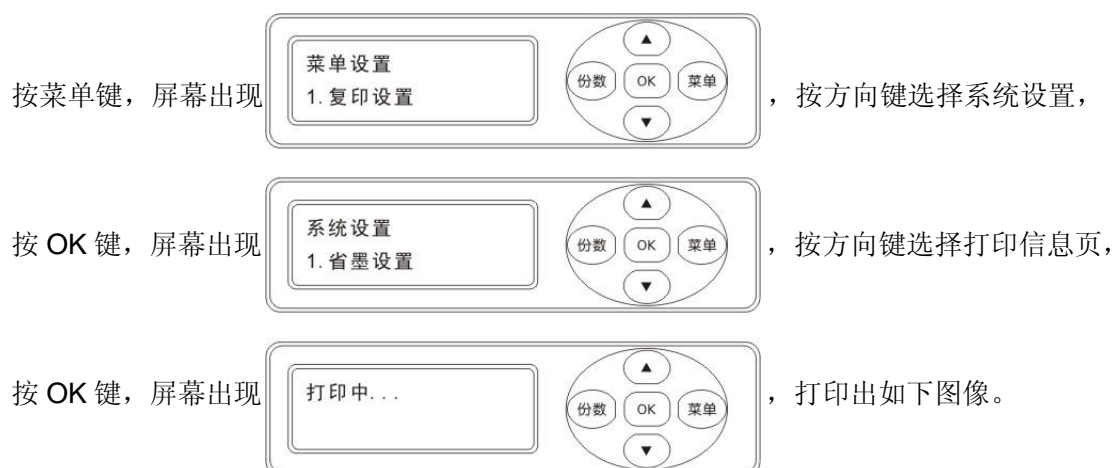 菜单设置
按菜单键，屏幕出现 1.复印设置 份数 OK 菜单 ，按方向键选择系统设置，
系统设置
按 OK 键，屏幕出现 1.省墨设置 份数 OK 菜单 ，按方向键选择打印信息页，
按 OK 键，屏幕出现 打印中... 份数 OK 菜单 ，打印出如下图像。